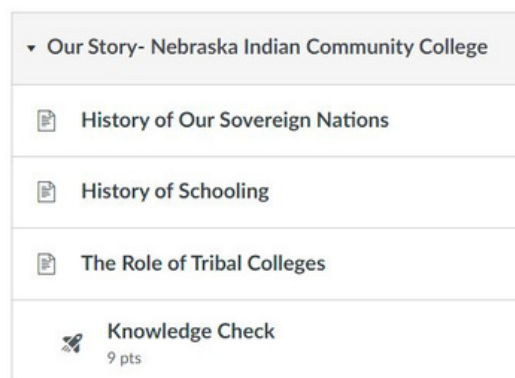 Our Story- Nebraska Indian Community College
History of Our Sovereign Nations
History of Schooling
The Role of Tribal Colleges
Knowledge Check
9 pts